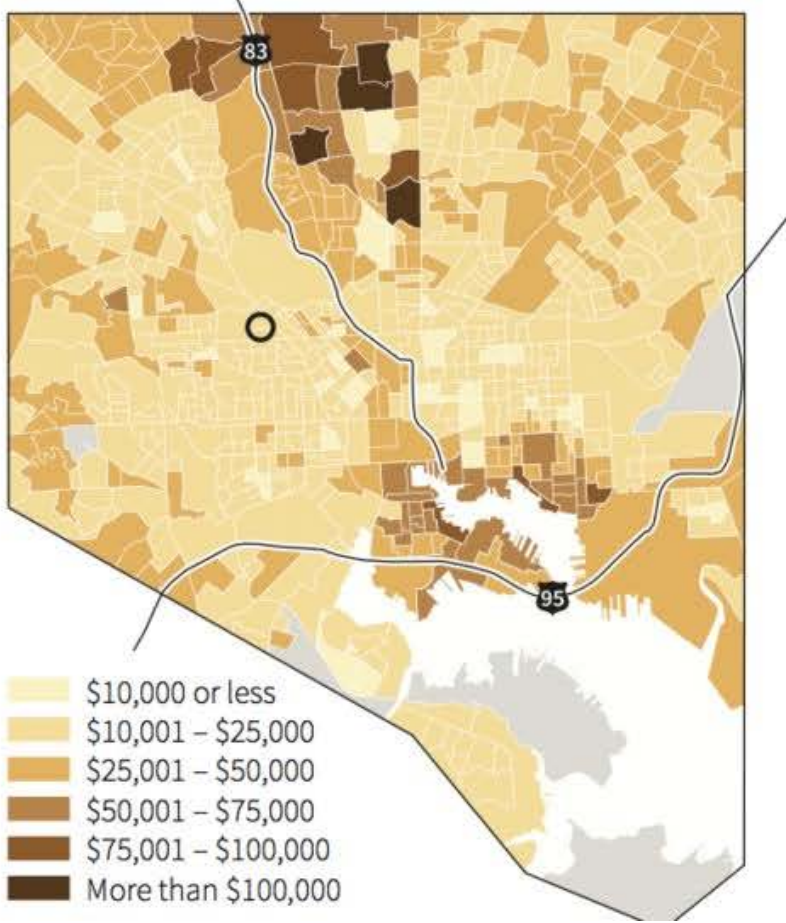 83
95
$10,000 or less
$10,001 – $25,000
$25,001 – $50,000
$50,001 – $75,000
$75,001 – $100,000
More than $100,000